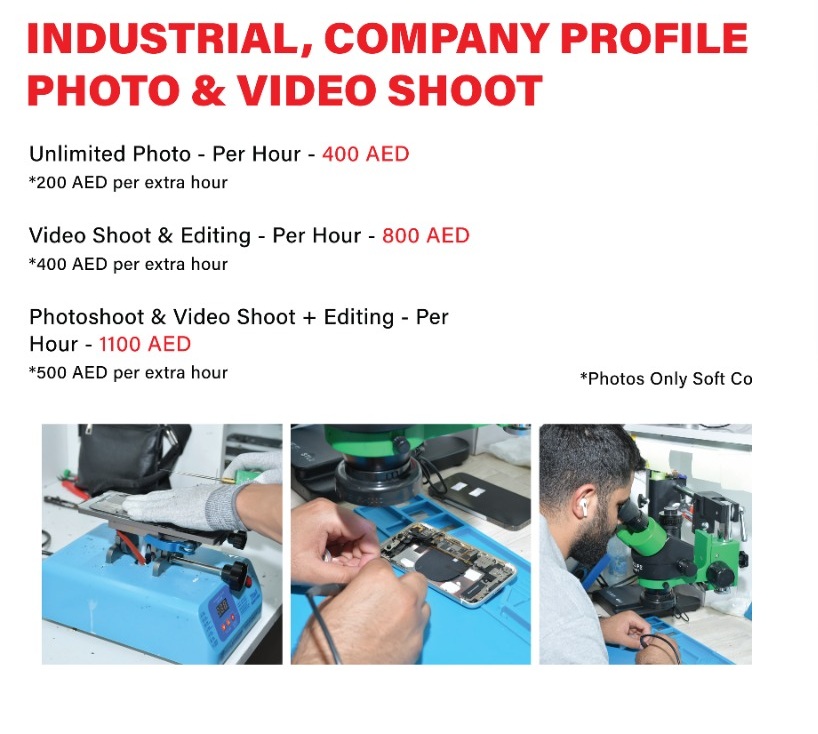 INDUSTRIAL, COMPANY PROFILE
PHOTO & VIDEO SHOOT
Unlimited Photo - Per Hour - 400 AED
*200 AED per extra hour
Video Shoot & Editing - Per Hour - 800 AED
*400 AED per extra hour
Photoshoot & Video Shoot + Editing - Per
Hour - 1100 AED
*500 AED per extra hour
*Photos Only Soft Co